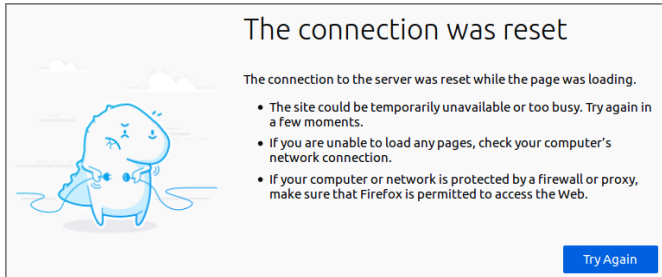 The connection was reset
The connection to the server was reset while the page was loading.
• The site could be temporarily unavailable or too busy. Try again in
a few moments.
• If you are unable to load any pages, check your computer's
network connection.
• If your computer or network is protected by a firewall or proxy,
make sure that Firefox is permitted to access the Web.
Try Again